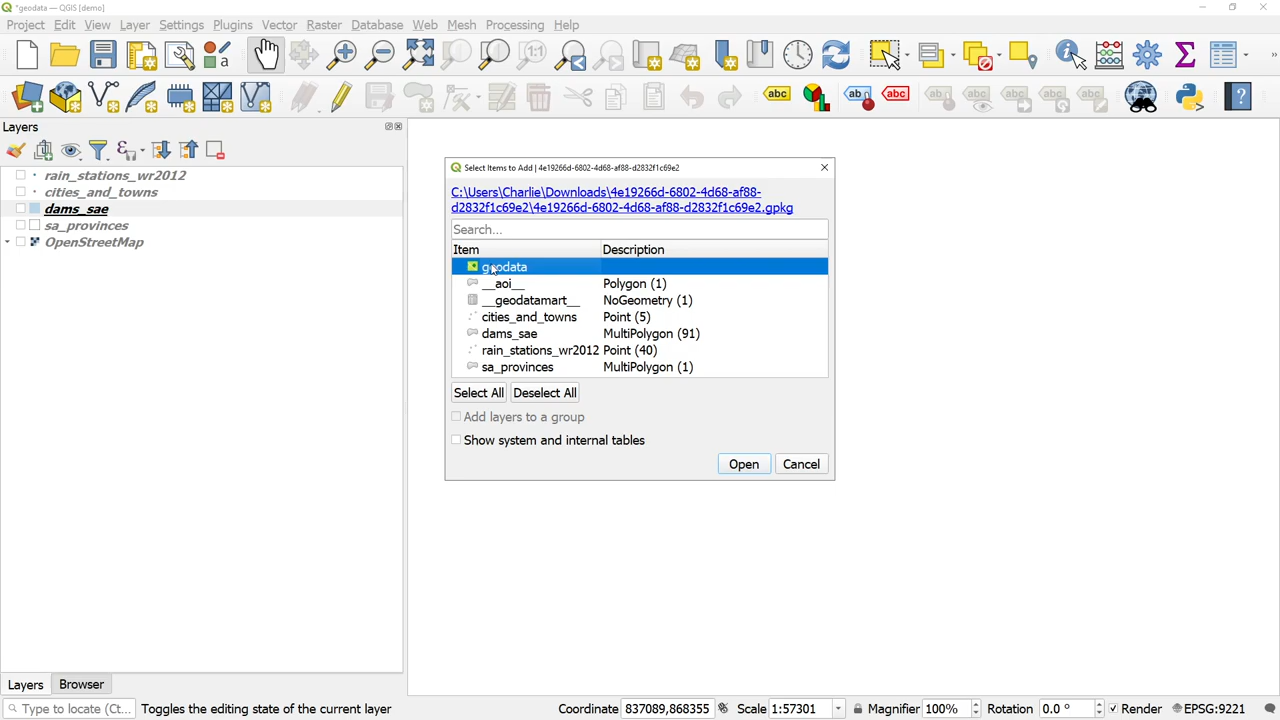 *geodata — QGIS [demo]
Project Edit View Layer Settings Plugins Vector Raster Database Web Mesh Processing Help
abc ab abc ab abc abc abc abc
Layers
rain_stations_wr2012
cities_and_towns
dams_sae
sa_provinces
OpenStreetMap
Select Items to Add | 4e19266d-6802-4d68-af88-d2832f1c69e2
C:\Users\Charlie\Downloads\4e19266d-6802-4d68-af88-
d2832f1c69e2\4e19266d-6802-4d68-af88-d2832f1c69e2.gpkg
Search...
Item Description
geodata
__aoi__ Polygon (1)
__geodatamart__ NoGeometry (1)
cities_and_towns Point (5)
dams_sae MultiPolygon (91)
rain_stations_wr2012 Point (40)
sa_provinces MultiPolygon (1)
Select All Deselect All
Add layers to a group
Show system and internal tables
Open Cancel
Layers Browser
Type to locate (Ct... Toggles the editing state of the current layer Coordinate 837089,868355 Scale 1:57301 Magnifier 100% Rotation 0.0 ° Render EPSG:9221